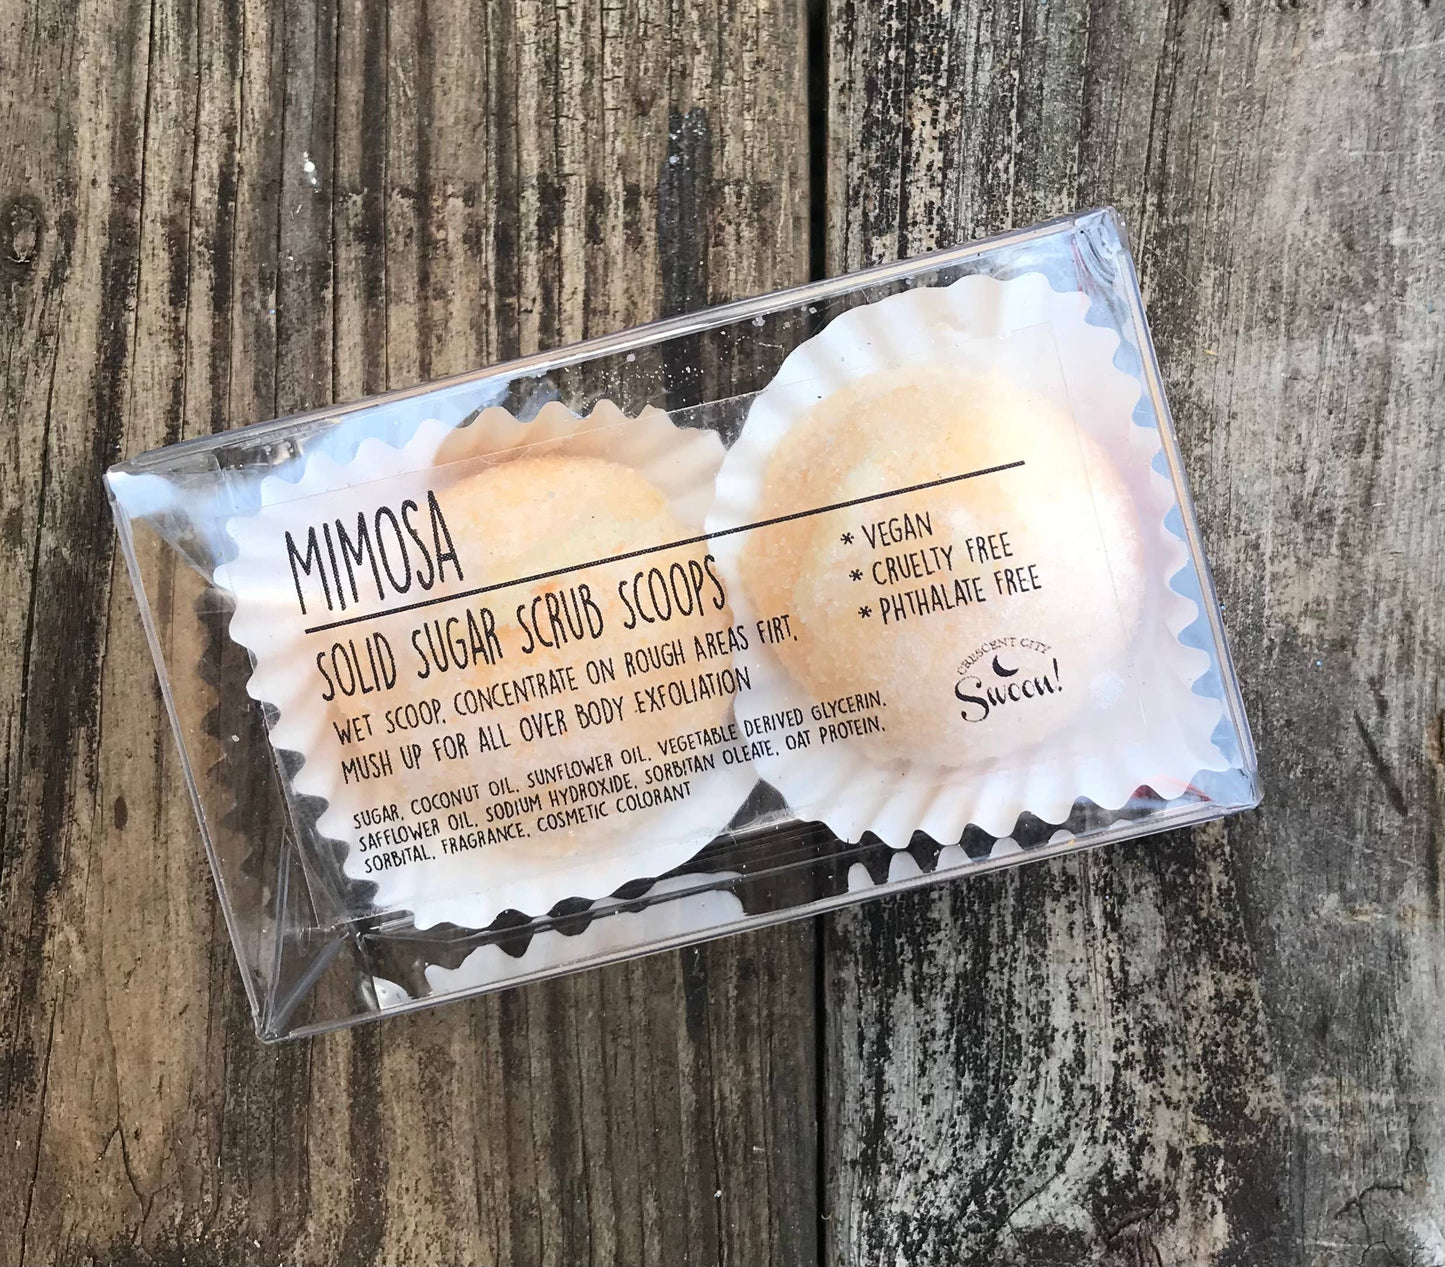 MIMOSA
SOLID SUGAR SCRUB SCOOPS
WET SCOOP. CONCENTRATE ON ROUGH AREAS FIRT,
MUSH UP FOR ALL OVER BODY EXFOLIATION
SUGAR, COCONUT OIL, SUNFLOWER OIL, VEGETABLE DERIVED GLYCERIN,
SAFFLOWER OIL, SODIUM HYDROXIDE, SORBITAN OLEATE, OAT PROTEIN,
SORBITAL, FRAGRANCE, COSMETIC COLORANT
* VEGAN
* CRUELTY FREE
* PHTHALATE FREE
CRESCENT CITY
Swoon!